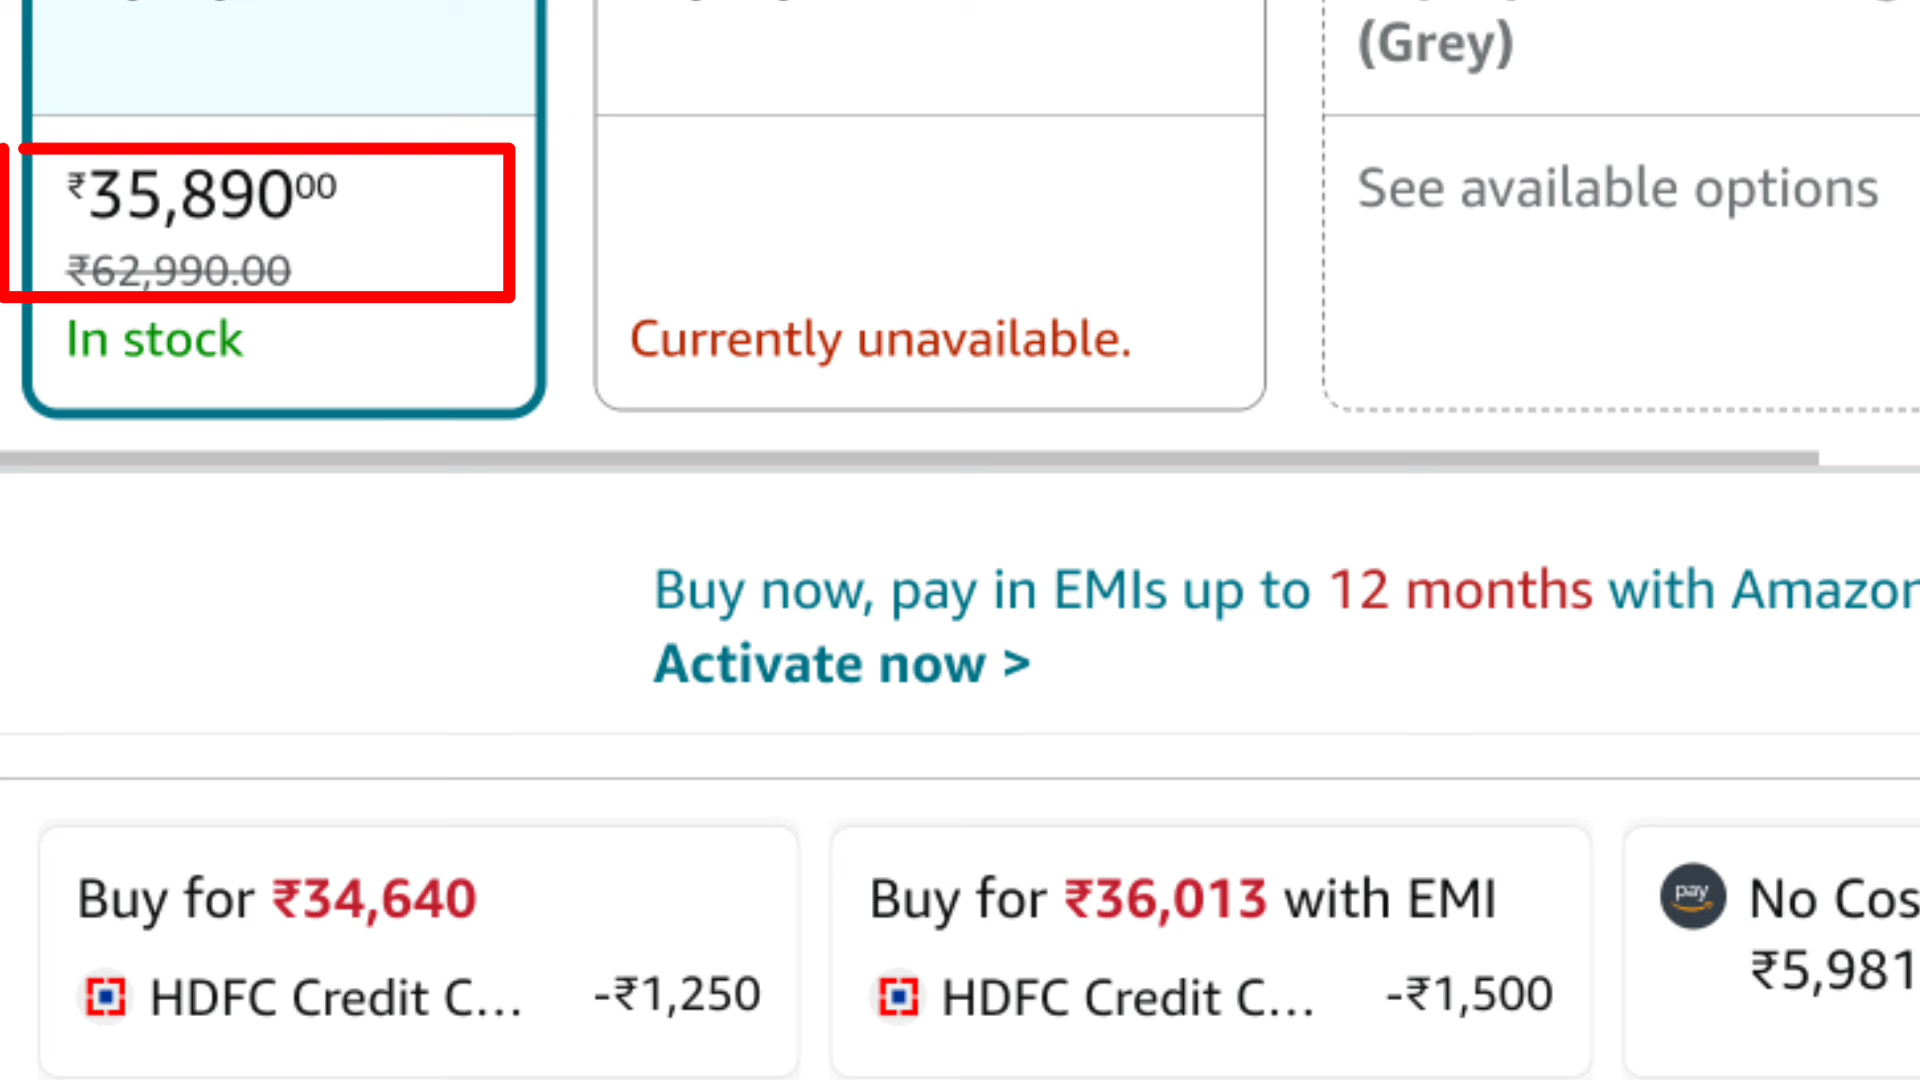 (Grey)
₹35,89000
₹62,990.00
See available options
In stock
Currently unavailable.
Buy now, pay in EMIs up to 12 months with Amazon
Activate now >
Buy for ₹34,640
HDFC Credit C... -₹1,250
Buy for ₹36,013 with EMI
HDFC Credit C... -₹1,500
pay
No Cos
₹5,981